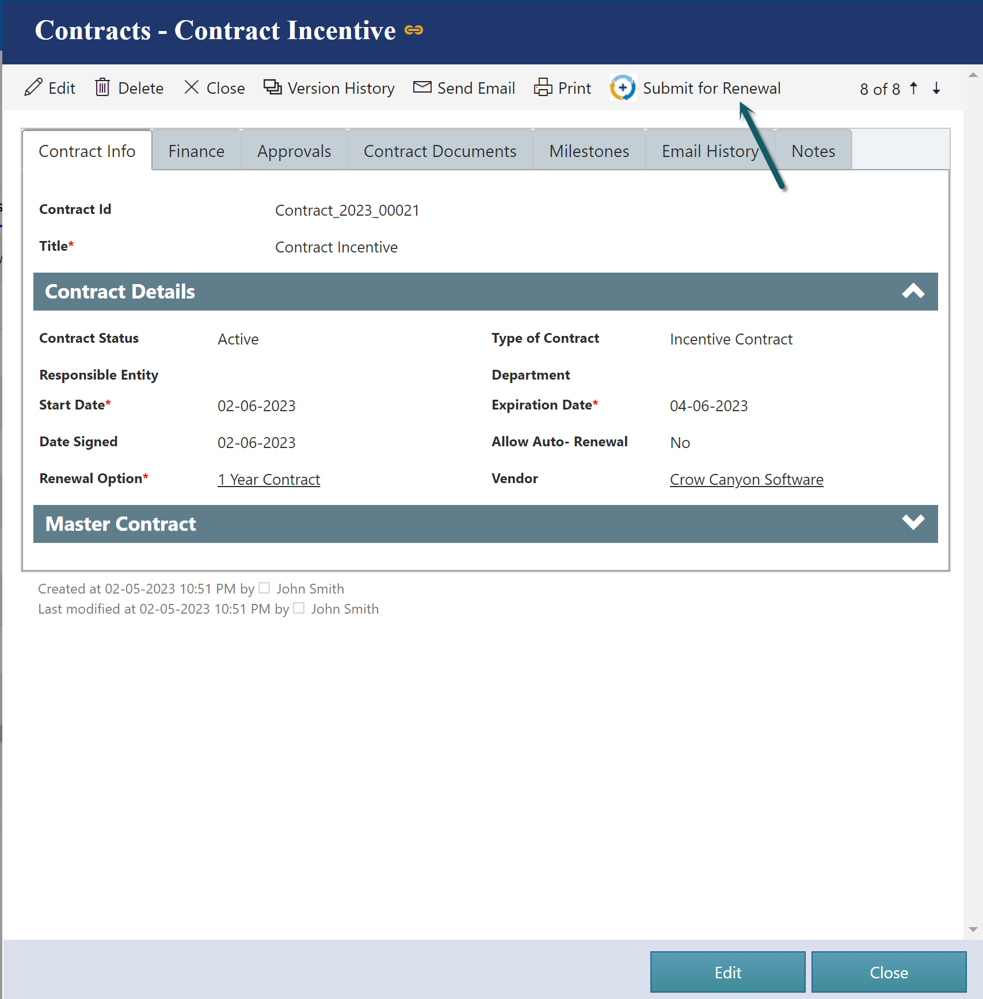 Contracts - Contract Incentive
Edit Delete Close Version History Send Email Print Submit for Renewal 8 of 8
Contract Info Finance Approvals Contract Documents Milestones Email History Notes
Contract Id Contract_2023_00021
Title* Contract Incentive
Contract Details
Contract Status Active Type of Contract Incentive Contract
Responsible Entity Department
Start Date* 02-06-2023 Expiration Date* 04-06-2023
Date Signed 02-06-2023 Allow Auto- Renewal No
Renewal Option* 1 Year Contract Vendor Crow Canyon Software
Master Contract
Created at 02-05-2023 10:51 PM by John Smith
Last modified at 02-05-2023 10:51 PM by John Smith
Edit Close